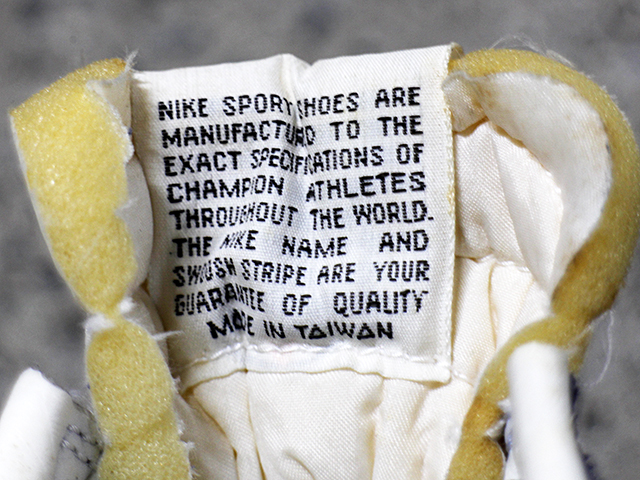 NIKE SPORT SHOES ARE
MANUFACTURED TO THE
EXACT SPECIFICATIONS OF
CHAMPION ATHLETES
THROUGHOUT THE WORLD.
THE NIKE NAME AND
SWOOSH STRIPE ARE YOUR
GUARANTEE OF QUALITY
MADE IN TAIWAN